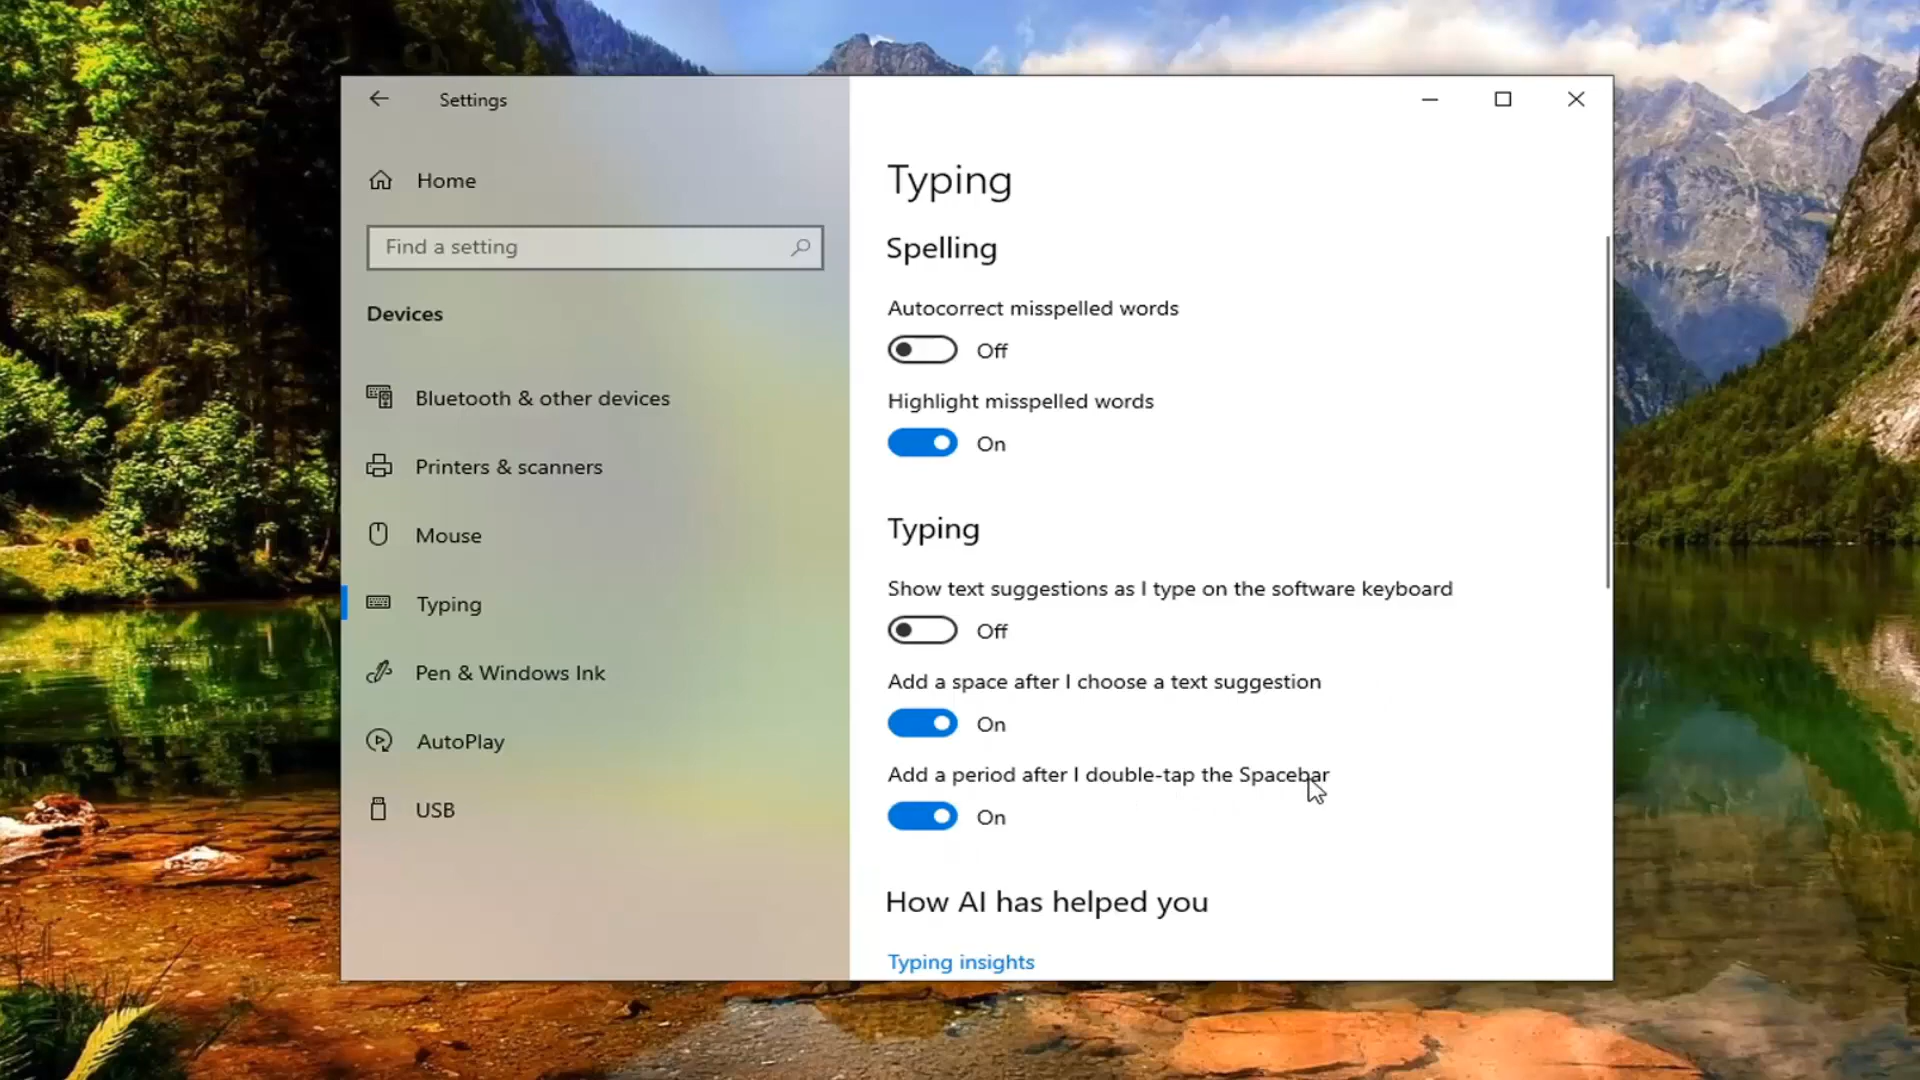 Settings
Home
Find a setting
Devices
Bluetooth & other devices
Printers & scanners
Mouse
Typing
Pen & Windows Ink
AutoPlay
USB
Typing
Spelling
Autocorrect misspelled words
Off
Highlight misspelled words
On
Typing
Show text suggestions as I type on the software keyboard
Off
Add a space after I choose a text suggestion
On
Add a period after I double-tap the Spacebar
On
How AI has helped you
Typing insights